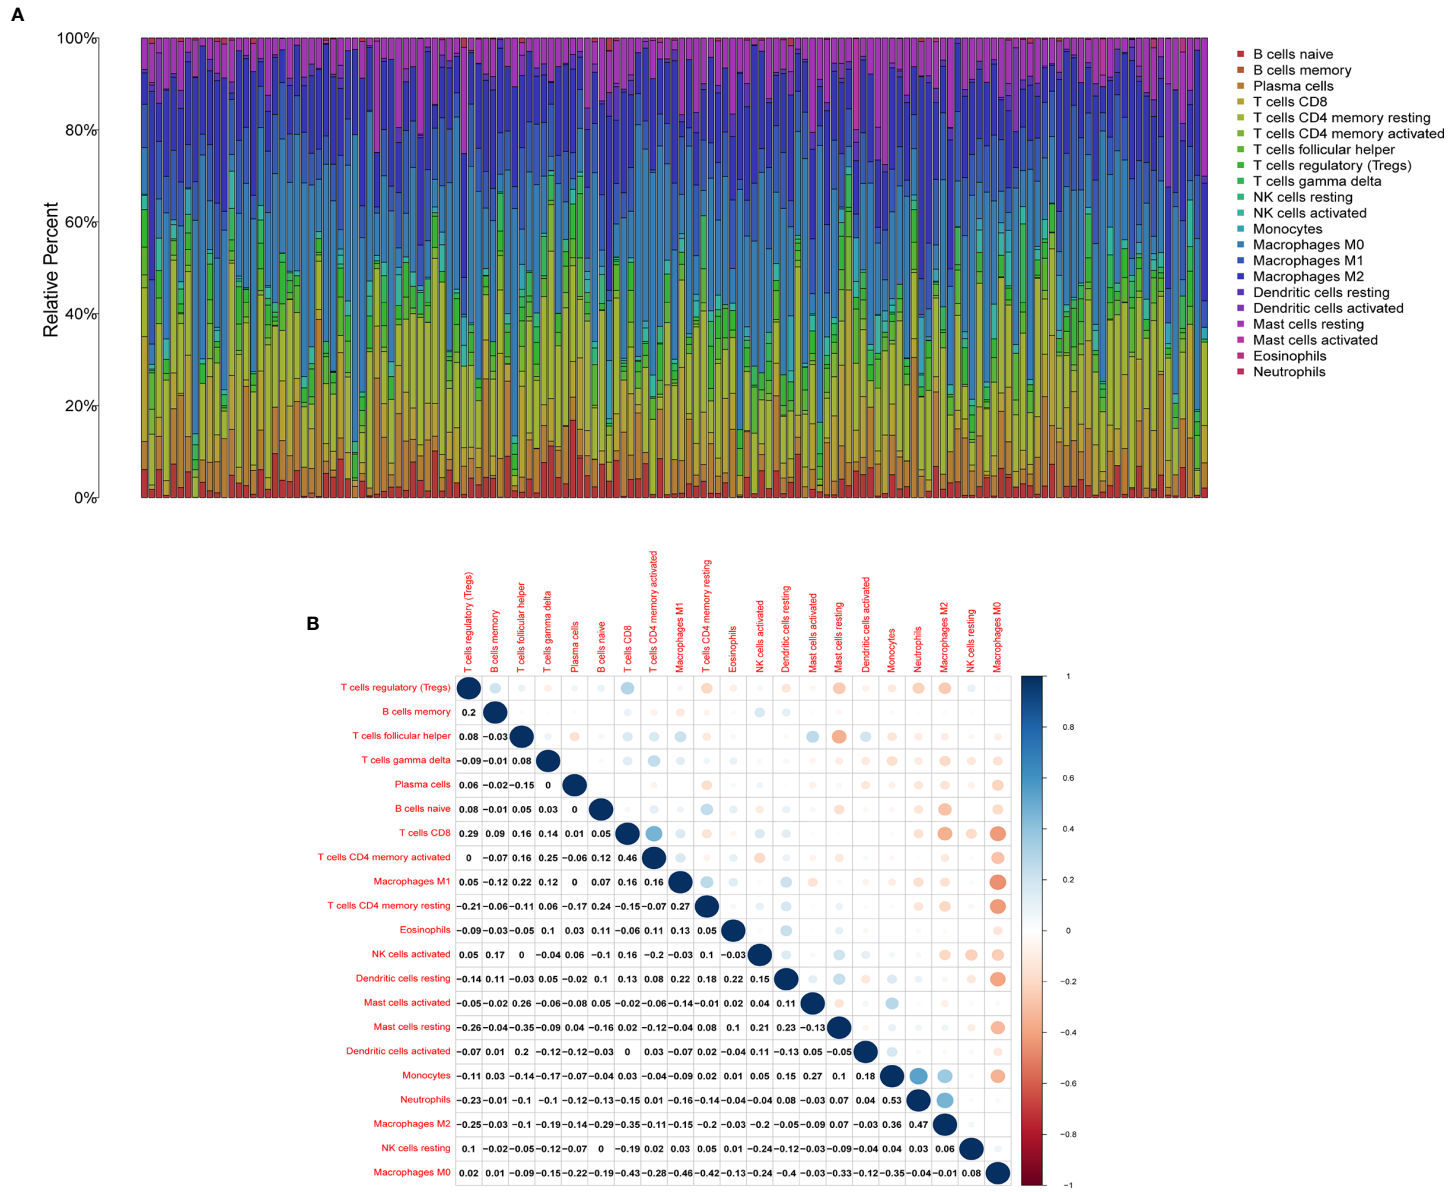 A
Relative Percent
100%
80%
60%
40%
20%
0%
B cells naive
B cells memory
Plasma cells
T cells CD8
T cells CD4 memory resting
T cells CD4 memory activated
T cells follicular helper
T cells regulatory (Tregs)
T cells gamma delta
NK cells resting
NK cells activated
Monocytes
Macrophages M0
Macrophages M1
Macrophages M2
Dendritic cells resting
Dendritic cells activated
Mast cells resting
Mast cells activated
Eosinophils
Neutrophils
B
T cells regulatory (Tregs)
B cells memory
T cells follicular helper
T cells gamma delta
Plasma cells
B cells naive
T cells CD8
T cells CD4 memory activated
Macrophages M1
T cells CD4 memory resting
Eosinophils
NK cells activated
Dendritic cells resting
Mast cells activated
Mast cells resting
Dendritic cells activated
Monocytes
Neutrophils
Macrophages M2
NK cells resting
Macrophages M0
T cells regulatory (Tregs)
B cells memory 0.2
T cells follicular helper 0.08 −0.03
T cells gamma delta −0.09 −0.01 0.08
Plasma cells 0.06 −0.02 −0.15 0
B cells naive 0.08 −0.01 0.05 0.03 0
T cells CD8 0.29 0.09 0.16 0.14 0.01 0.05
T cells CD4 memory activated 0 −0.07 0.16 0.25 −0.06 0.12 0.46
Macrophages M1 0.05 −0.12 0.22 0.12 0 0.07 0.16 0.16
T cells CD4 memory resting −0.21 −0.06 −0.11 0.06 −0.17 0.24 −0.15 −0.07 0.27
Eosinophils −0.09 −0.03 −0.05 0.1 0.03 0.11 −0.06 0.11 0.13 0.05
NK cells activated 0.05 0.17 0 −0.04 0.06 −0.1 0.16 −0.2 −0.03 0.1 −0.03
Dendritic cells resting −0.14 0.11 −0.03 0.05 −0.02 0.1 0.13 0.08 0.22 0.18 0.22 0.15
Mast cells activated −0.05 −0.02 0.26 −0.06 −0.08 0.05 −0.02 −0.06 −0.14 −0.01 0.02 0.04 0.11
Mast cells resting −0.26 −0.04 −0.35 −0.09 0.04 −0.16 0.02 −0.12 −0.04 0.08 0.1 0.21 0.23 −0.13
Dendritic cells activated −0.07 0.01 0.2 −0.12 −0.12 −0.03 0 0.03 −0.07 0.02 −0.04 0.11 −0.13 0.05 −0.05
Monocytes −0.11 0.03 −0.14 −0.17 −0.07 −0.04 0.03 −0.04 −0.09 0.02 0.01 0.05 0.15 0.27 0.1 0.18
Neutrophils −0.23 −0.01 −0.1 −0.1 −0.12 −0.13 −0.15 0.01 −0.16 −0.14 −0.04 −0.04 0.08 −0.03 0.07 0.04 0.53
Macrophages M2 −0.25 −0.03 −0.1 −0.19 −0.14 −0.29 −0.35 −0.11 −0.15 −0.2 −0.03 −0.2 −0.05 −0.09 0.07 −0.03 0.36 0.47
NK cells resting 0.1 −0.02 −0.05 −0.12 −0.07 0 −0.19 0.02 0.03 0.05 0.01 −0.24 −0.12 −0.03 −0.09 −0.04 0.04 0.03 0.06
Macrophages M0 0.02 0.01 −0.09 −0.15 −0.22 −0.19 −0.43 −0.28 −0.46 −0.42 −0.13 −0.24 −0.4 −0.03 −0.33 −0.12 −0.35 −0.04 −0.01 0.08
1
0.8
0.6
0.4
0.2
0
−0.2
−0.4
−0.6
−0.8
−1